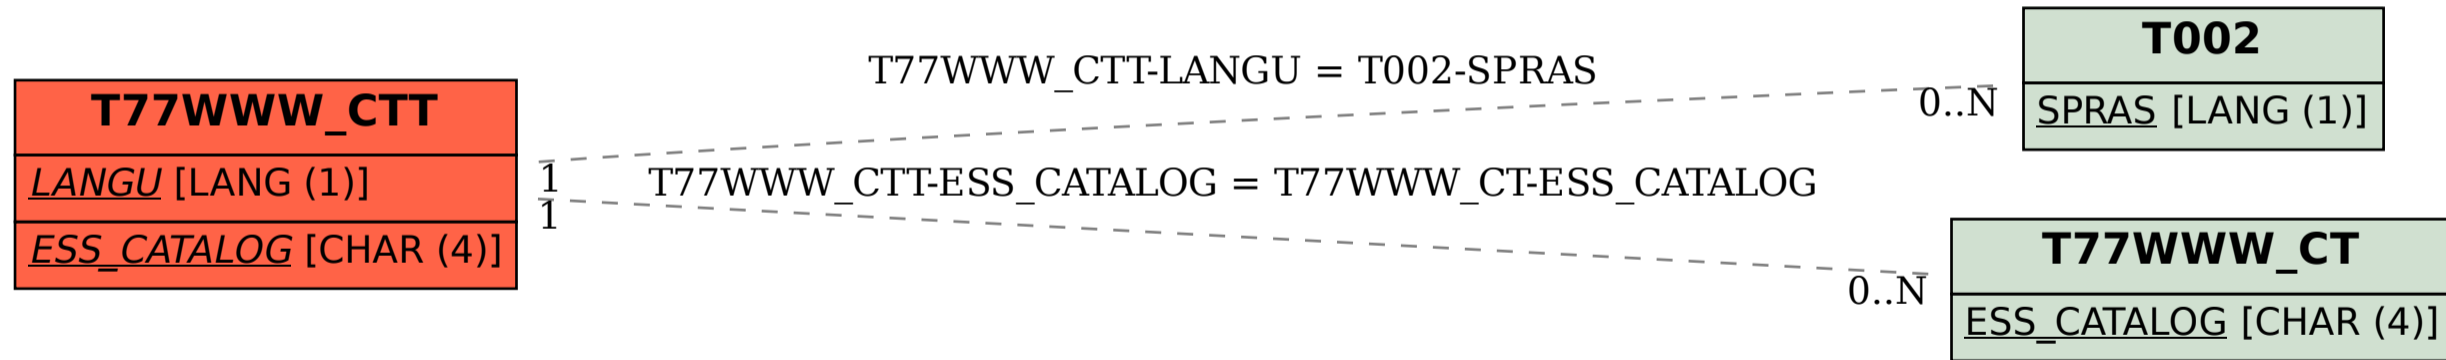 T77WWW_CTT
LANGU [LANG (1)]
ESS_CATALOG [CHAR (4)]
T77WWW_CTT-LANGU = T002-SPRAS
1
0..N
T77WWW_CTT-ESS_CATALOG = T77WWW_CT-ESS_CATALOG
1
0..N
T002
SPRAS [LANG (1)]
T77WWW_CT
ESS_CATALOG [CHAR (4)]